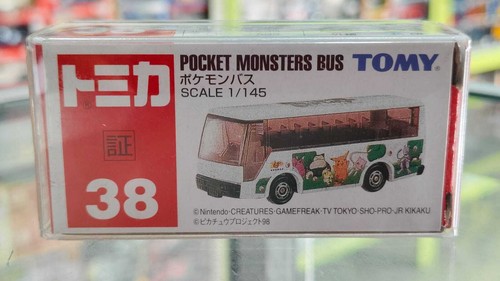 トミカ
証
38
POCKET MONSTERS BUS
TOMY
ポケモンバス
SCALE 1/145
©Nintendo·CREATURES·GAMEFREAK·TV TOKYO·SHO-PRO·JR KIKAKU
©ピカチュウプロジェクト98